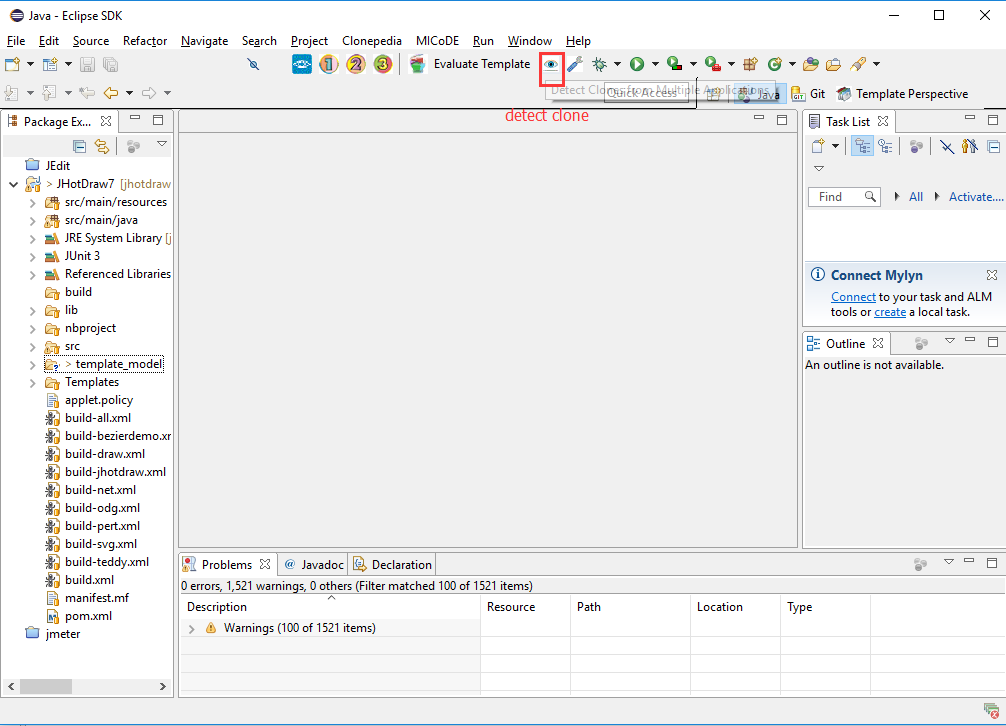 Java - Eclipse SDK
File Edit Source Refactor Navigate Search Project Clonepedia MICoDE Run Window Help
1 2 3 Evaluate Template
Detect Clones From Multiple Applications
Quick Access Java Git Template Perspective
detect clone
Package Ex...
Task List
JEdit
> JHotDraw7 [jhotdraw
src/main/resources
src/main/java
JRE System Library [j
JUnit 3
Referenced Libraries
build
lib
nbproject
src
> template_model
Templates
applet.policy
build-all.xml
build-bezierdemo.xr
build-draw.xml
build-jhotdraw.xml
build-net.xml
build-odg.xml
build-pert.xml
build-svg.xml
build-teddy.xml
build.xml
manifest.mf
pom.xml
jmeter
Find All Activate....
Connect Mylyn
Connect to your task and ALM
tools or create a local task.
Outline
An outline is not available.
Problems @ Javadoc Declaration
0 errors, 1,521 warnings, 0 others (Filter matched 100 of 1521 items)
Description Resource Path Location Type
Warnings (100 of 1521 items)